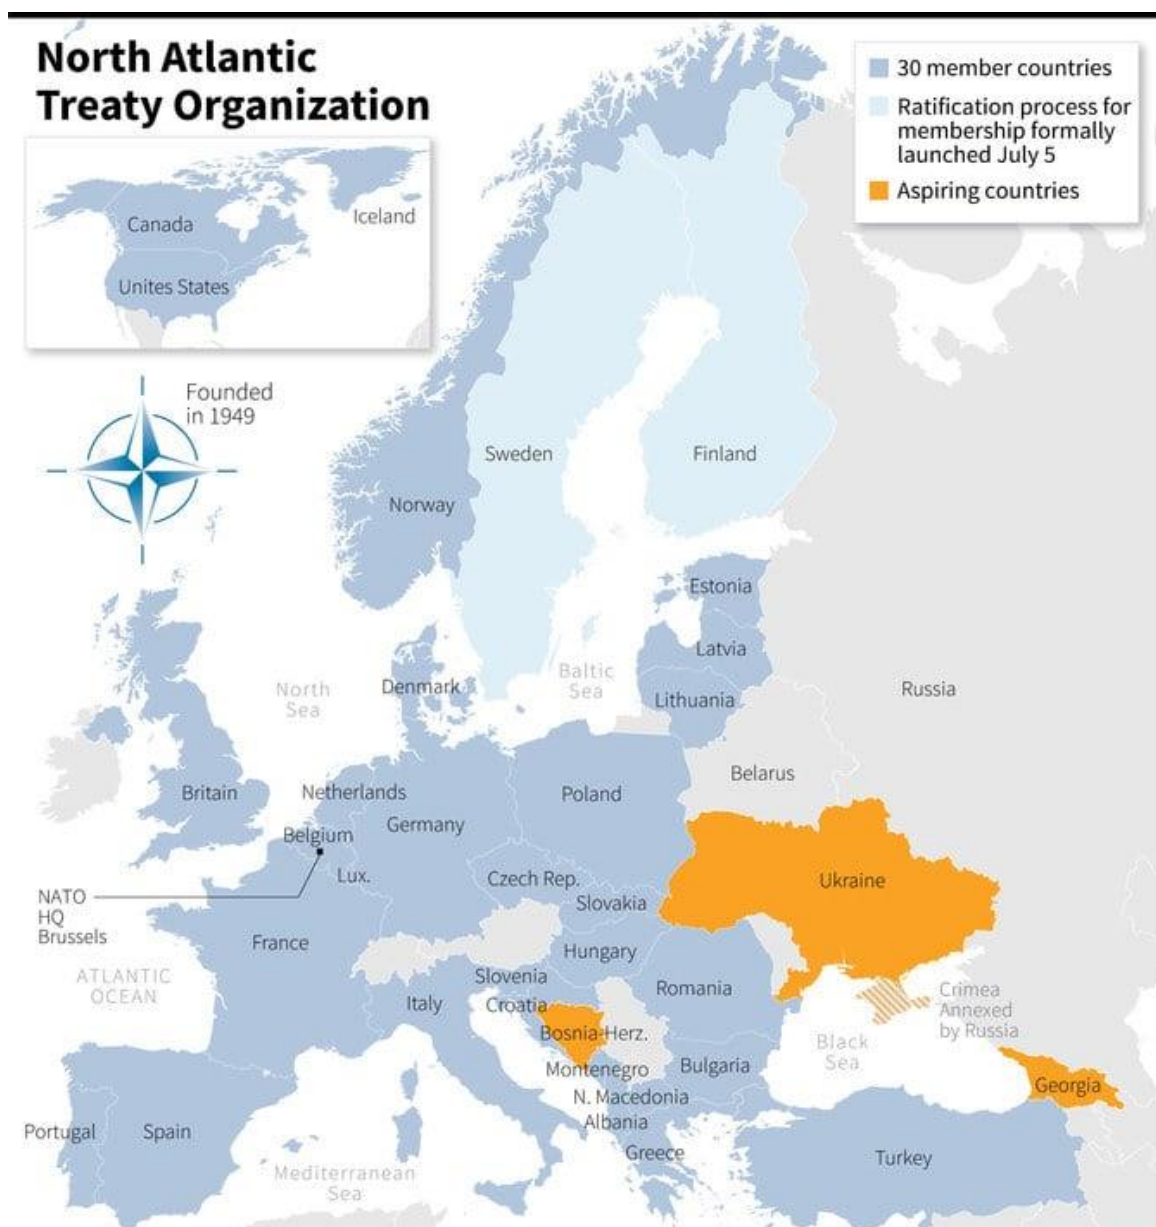 North Atlantic
Treaty Organization
30 member countries
Ratification process for
membership formally
launched July 5
Aspiring countries
Canada
Iceland
Unites States
Founded
in 1949
Sweden
Finland
Norway
Estonia
Latvia
Lithuania
Denmark
Baltic
Sea
North
Sea
Russia
Belarus
Britain
Netherlands
Poland
Belgium
Germany
Lux.
Czech Rep.
Slovakia
Ukraine
NATO
HQ
Brussels
France
Hungary
ATLANTIC
OCEAN
Slovenia
Croatia
Italy
Romania
Crimea
Annexed
by Russia
Bosnia-Herz.
Black
Sea
Montenegro
Bulgaria
Georgia
N. Macedonia
Albania
Portugal
Spain
Greece
Turkey
Mediterranean
Sea